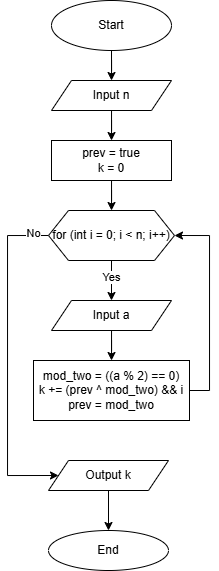 Start
Input n
prev = true
k = 0
No
for (int i = 0; i < n; i++)
Yes
Input a
mod_two = ((a % 2) == 0)
k += (prev ^ mod_two) && i
prev = mod_two
Output k
End